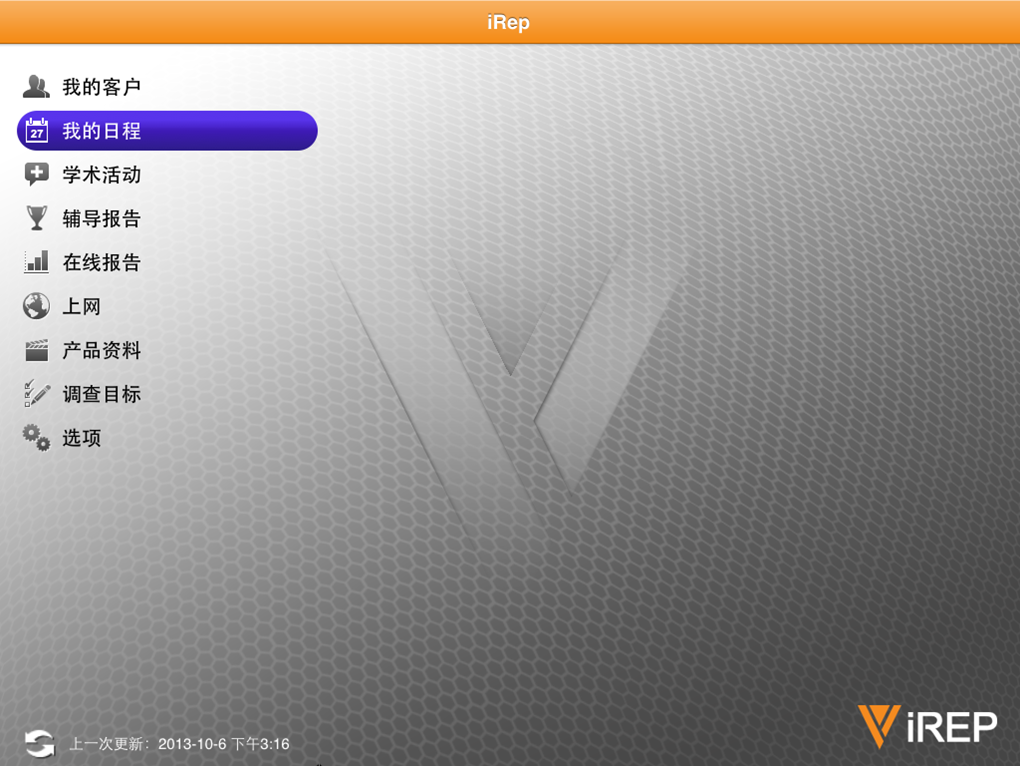 iRep
我的客户
27
我的日程
学术活动
辅导报告
在线报告
上网
产品资料
调查目标
选项
上一次更新：2013-10-6 下午3:16
iREP